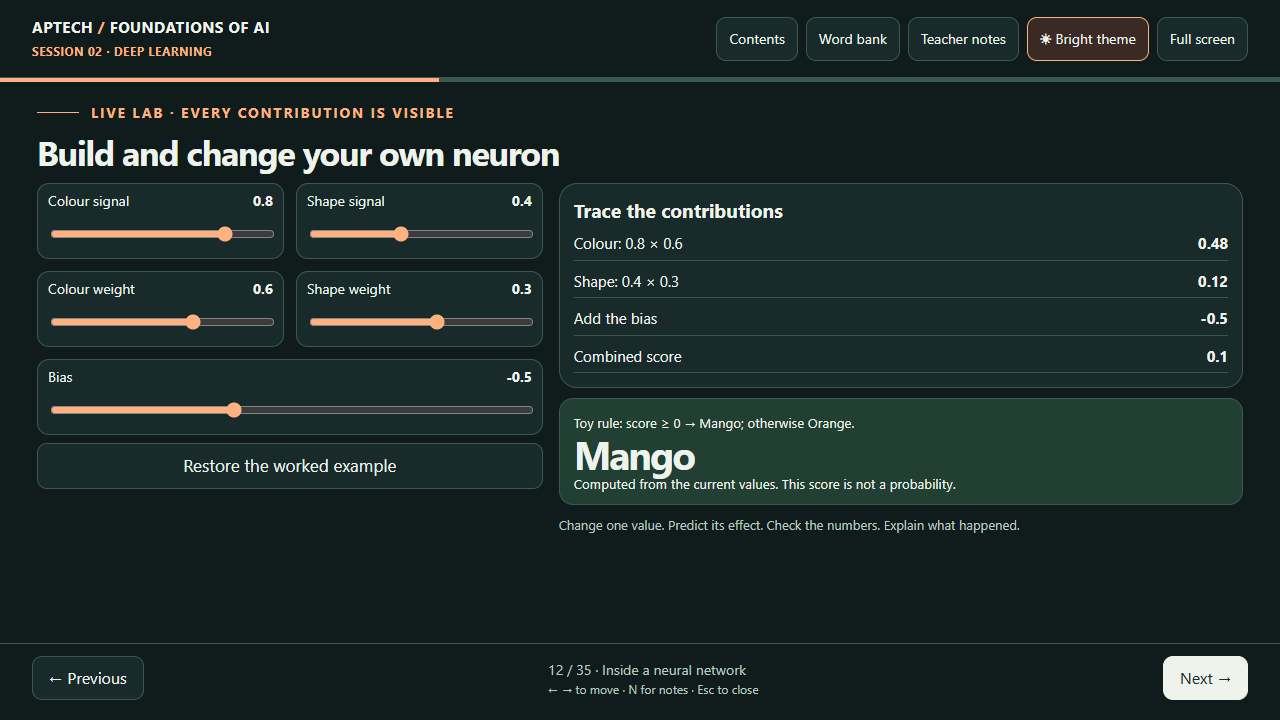 APTECH / FOUNDATIONS OF AI
SESSION 02 · DEEP LEARNING
Contents
Word bank
Teacher notes
☀ Bright theme
Full screen
LIVE LAB · EVERY CONTRIBUTION IS VISIBLE
Build and change your own neuron
Colour signal 0.8
Shape signal 0.4
Colour weight 0.6
Shape weight 0.3
Bias -0.5
Restore the worked example
Trace the contributions
Colour: 0.8 × 0.6 0.48
Shape: 0.4 × 0.3 0.12
Add the bias -0.5
Combined score 0.1
Toy rule: score ≥ 0 → Mango; otherwise Orange.
Mango
Computed from the current values. This score is not a probability.
Change one value. Predict its effect. Check the numbers. Explain what happened.
← Previous
12 / 35 · Inside a neural network
← → to move · N for notes · Esc to close
Next →